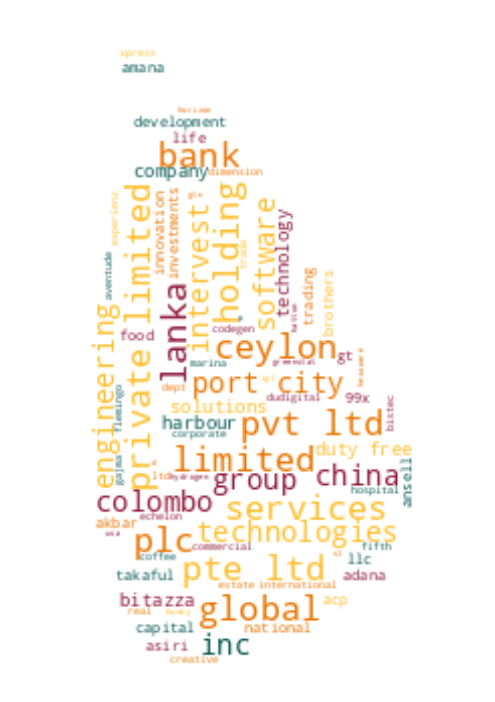 xpress
amana
horizon
development
life
bank
company
dimension
private limited
innovation
investments
intervest
holding
trade
software
technology
experienz
aventude
lanka
trading
brothers
engineering
food
codegen
ceylon
marina
gt
port city
dept
dudigital
99x
bistec
solutions
harbour
pvt ltd
corporate
flemingo
gajma
limited
duty free
ltd
hydrogen
group
china
hospital
ansell
colombo
services
echelon
akbar
plc
technologies
commercial
coffee
fifth
llc
takaful
pte ltd
adana
estate
international
bitazza
acp
real
global
capital
national
asiri
inc
creative